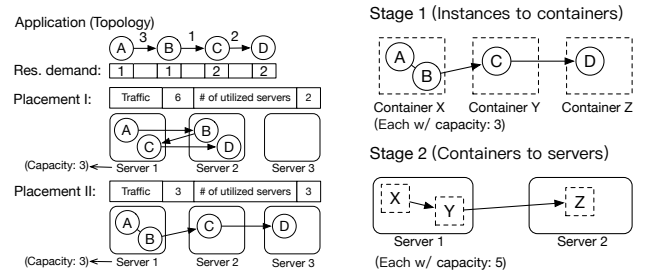 Application (Topology)
A 3 B 1 C 2 D
Res. demand: 1 1 2 2
Placement I: Traffic 6 # of utilized servers 2
A B
C D
(Capacity: 3) Server 1 Server 2 Server 3
Placement II: Traffic 3 # of utilized servers 3
A B C D
(Capacity: 3) Server 1 Server 2 Server 3
Stage 1 (Instances to containers)
A B C D
Container X Container Y Container Z
(Each w/ capacity: 3)
Stage 2 (Containers to servers)
X Y Z
Server 1 Server 2
(Each w/ capacity: 5)